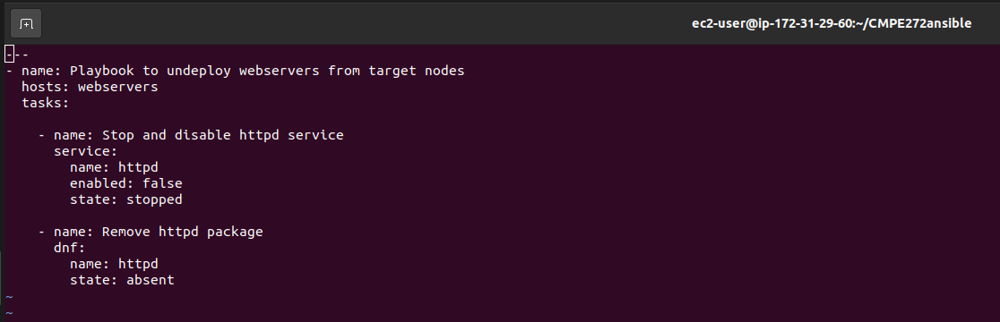 ec2-user@ip-172-31-29-60:~/CMPE272ansible
---
- name: Playbook to undeploy webservers from target nodes
  hosts: webservers
  tasks:

    - name: Stop and disable httpd service
      service:
        name: httpd
        enabled: false
        state: stopped

    - name: Remove httpd package
      dnf:
        name: httpd
        state: absent
~
~